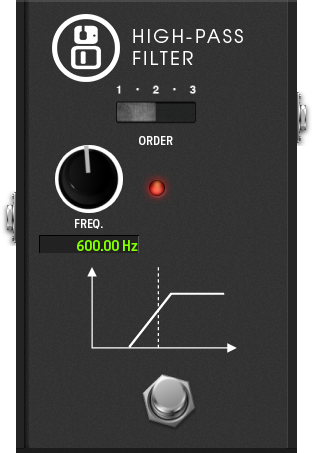 HIGH-PASS
FILTER
1 · 2 · 3
ORDER
FREQ.
600.00 Hz